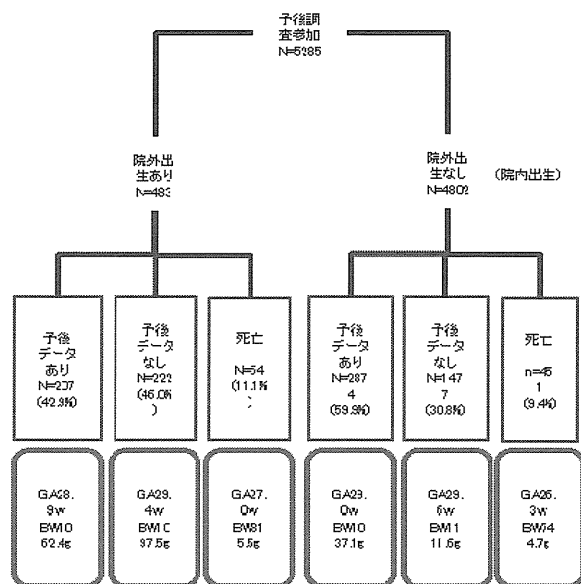 予後調
査参加
N=5285
院外出
生あり
N=483
院外出
生なし
N=4802
(院内出生)
予後
データ
あり
N=207
(42.9%)
予後
データ
なし
N=222
(46.0%
)
死亡
N=54
(11.1%
)
予後
データ
あり
N=287
4
(59.9%)
予後
データ
なし
N=147
7
(30.8%)
死亡
n=45
1
(9.4%)
GA28.
9w
BW10
62.4g
GA29.
4w
BW10
97.5g
GA27.
0w
BW81
5.5g
GA29.
0w
BW10
37.1g
GA29.
6w
BW11
11.6g
GA26.
3w
BW74
4.7g